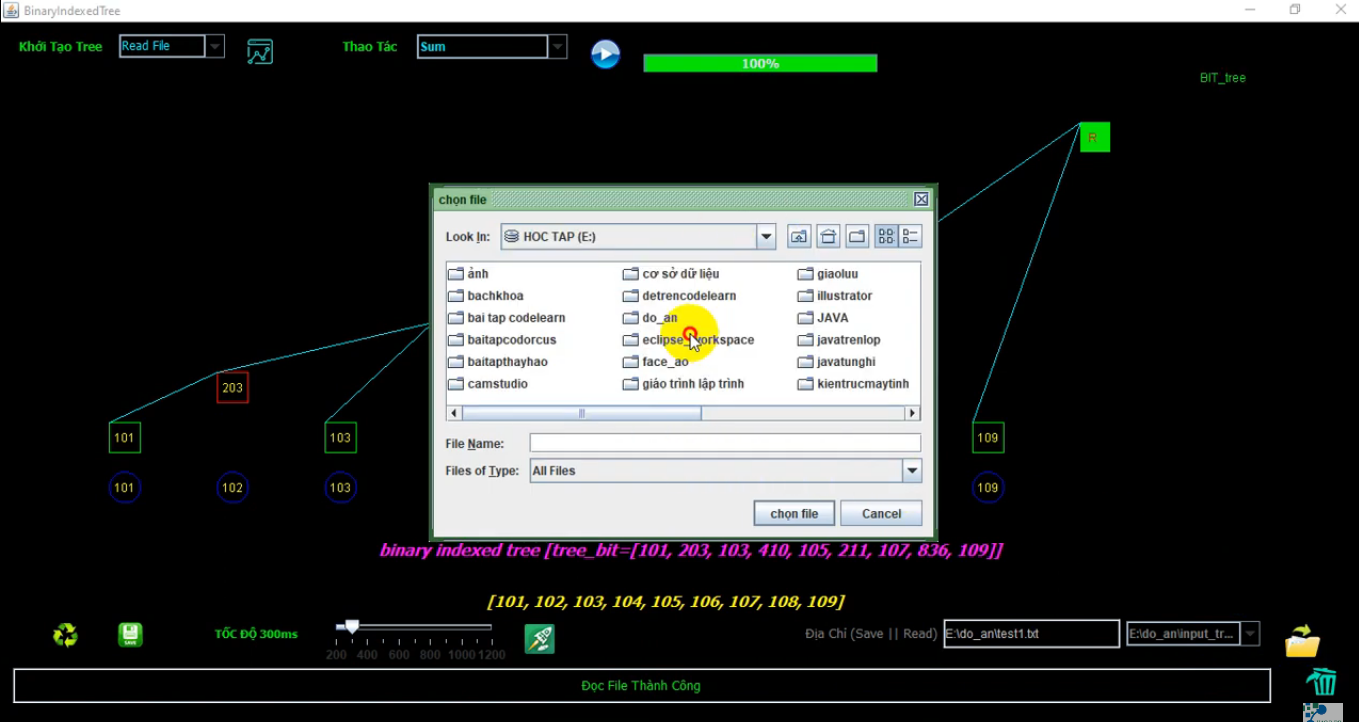 BinaryIndexedTree
Khởi Tạo Tree Read File Thao Tác Sum 100%
BIT_tree
R
chọn file
Look In: HOC TAP (E:)
ảnh cơ sở dữ liệu giaoluu
bachkhoa detrencodelearn illustrator
bai tap codelearn do_an JAVA
baitapcodorcus eclipse_workspace javatrenlop
baitapthayhao face_ao javatunghi
camstudio giáo trình lập trình kientrucmaytinh
203
101 103 109
File Name:
Files of Type: All Files
101 102 103 109
chọn file Cancel
binary indexed tree [tree_bit=[101, 203, 103, 410, 105, 211, 107, 836, 109]]
[101, 102, 103, 104, 105, 106, 107, 108, 109]
SAVE TỐC ĐỘ 300ms Địa Chỉ (Save || Read) E:\do_an\test1.txt E:\do_an\input_tr...
200 400 600 800 1000 1200
Đọc File Thành Công